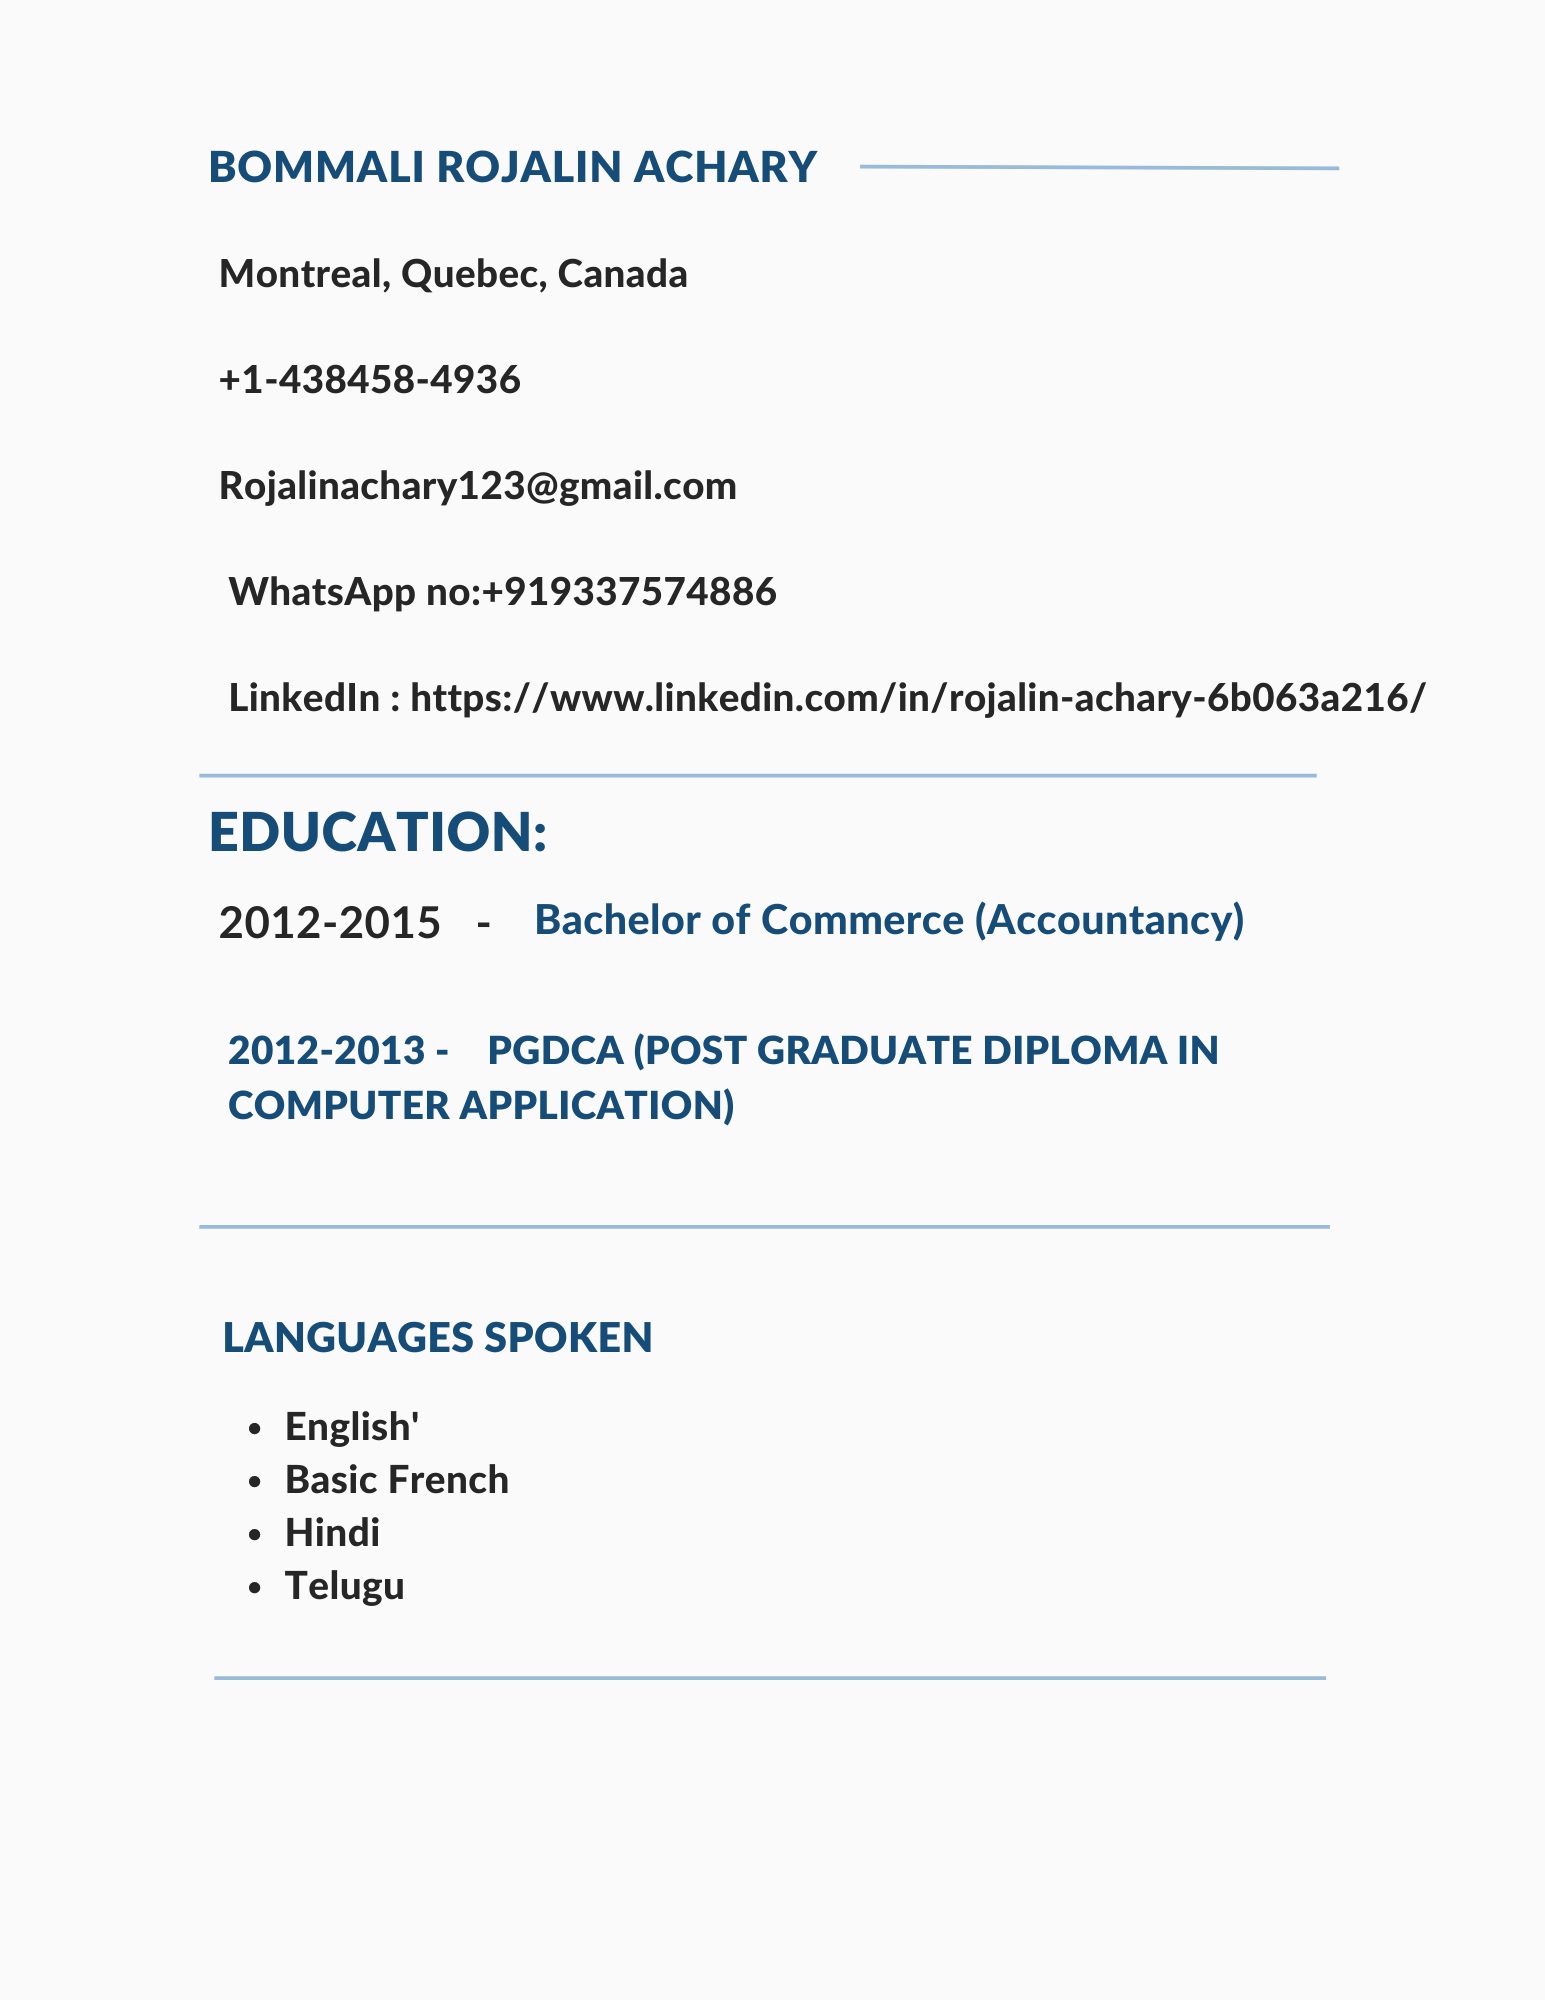 BOMMALI ROJALIN ACHARY
Montreal, Quebec, Canada
+1-438458-4936
Rojalinachary123@gmail.com
WhatsApp no:+919337574886
LinkedIn : https://www.linkedin.com/in/rojalin-achary-6b063a216/
EDUCATION:
2012-2015 - Bachelor of Commerce (Accountancy)
2012-2013 - PGDCA (POST GRADUATE DIPLOMA IN
COMPUTER APPLICATION)
LANGUAGES SPOKEN
• English'
• Basic French
• Hindi
• Telugu